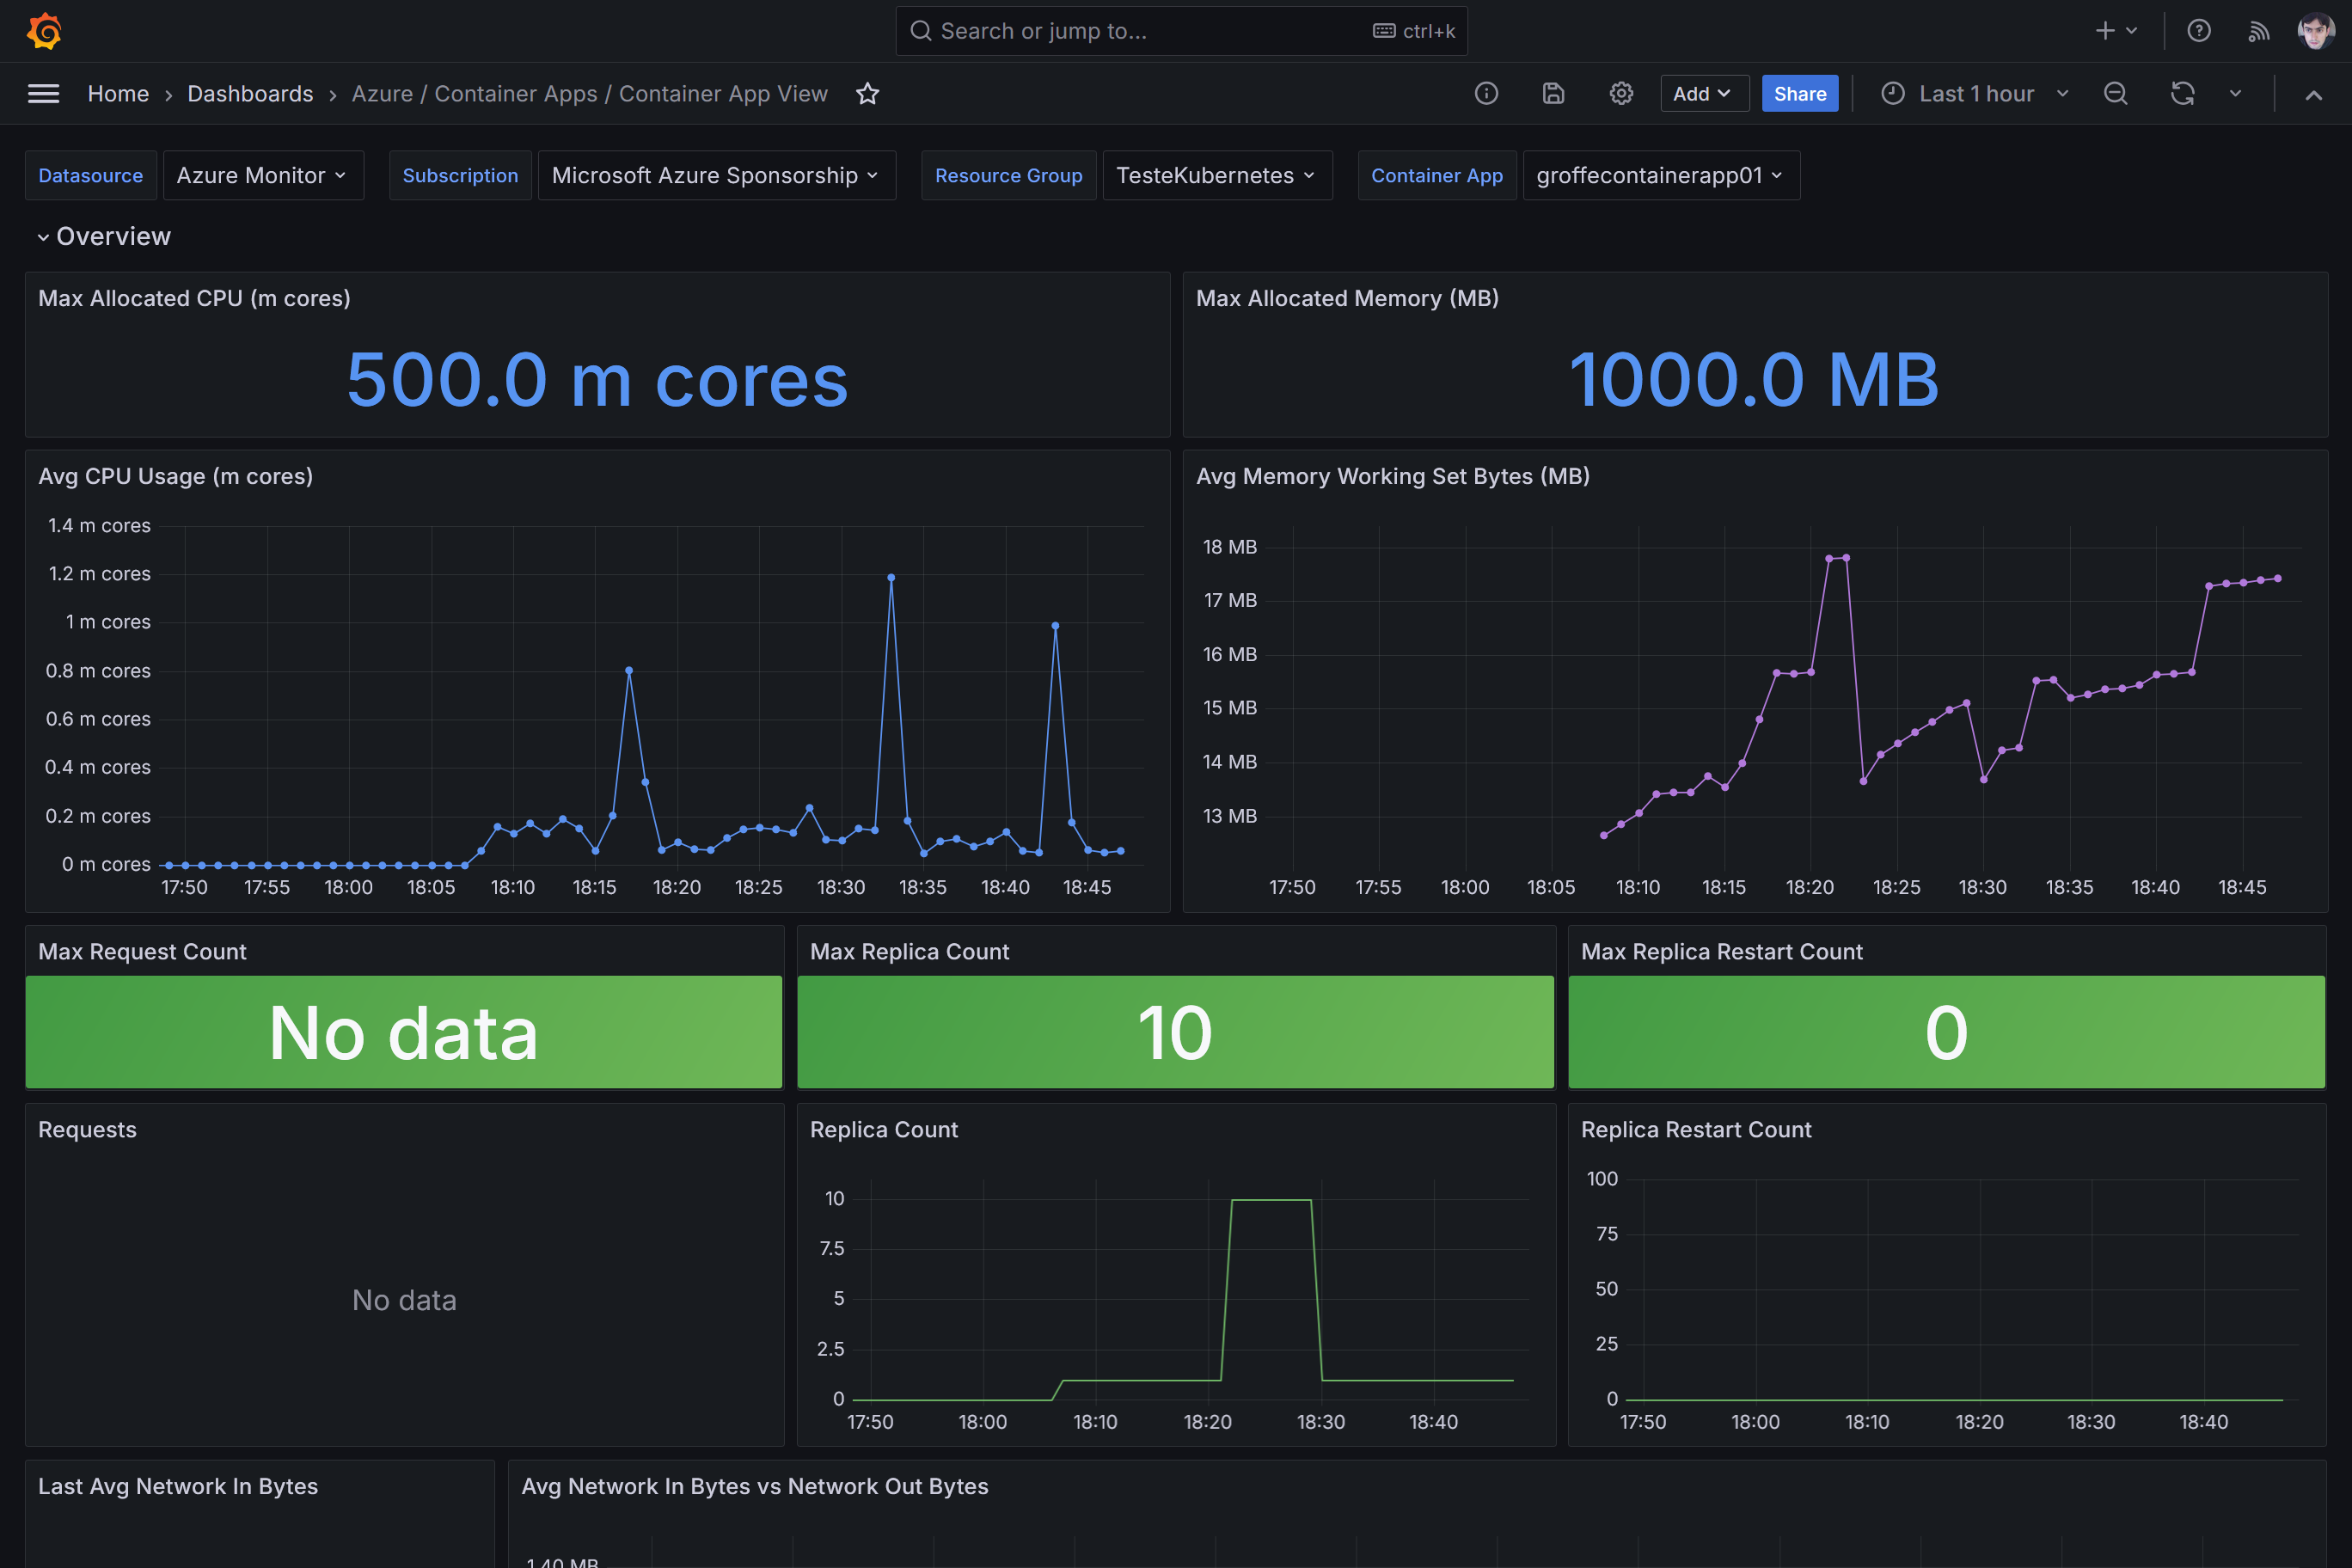 Search or jump to... ctrl+k
Home › Dashboards › Azure / Container Apps / Container App View
Add Share Last 1 hour
Datasource Azure Monitor Subscription Microsoft Azure Sponsorship Resource Group TesteKubernetes Container App groffecontainerapp01
Overview
Max Allocated CPU (m cores)
500.0 m cores
Max Allocated Memory (MB)
1000.0 MB
Avg CPU Usage (m cores)
1.4 m cores
1.2 m cores
1 m cores
0.8 m cores
0.6 m cores
0.4 m cores
0.2 m cores
0 m cores
17:50 17:55 18:00 18:05 18:10 18:15 18:20 18:25 18:30 18:35 18:40 18:45
Avg Memory Working Set Bytes (MB)
18 MB
17 MB
16 MB
15 MB
14 MB
13 MB
17:50 17:55 18:00 18:05 18:10 18:15 18:20 18:25 18:30 18:35 18:40 18:45
Max Request Count
No data
Max Replica Count
10
Max Replica Restart Count
0
Requests
No data
Replica Count
10
7.5
5
2.5
0
17:50 18:00 18:10 18:20 18:30 18:40
Replica Restart Count
100
75
50
25
0
17:50 18:00 18:10 18:20 18:30 18:40
Last Avg Network In Bytes
Avg Network In Bytes vs Network Out Bytes
1.40 MB